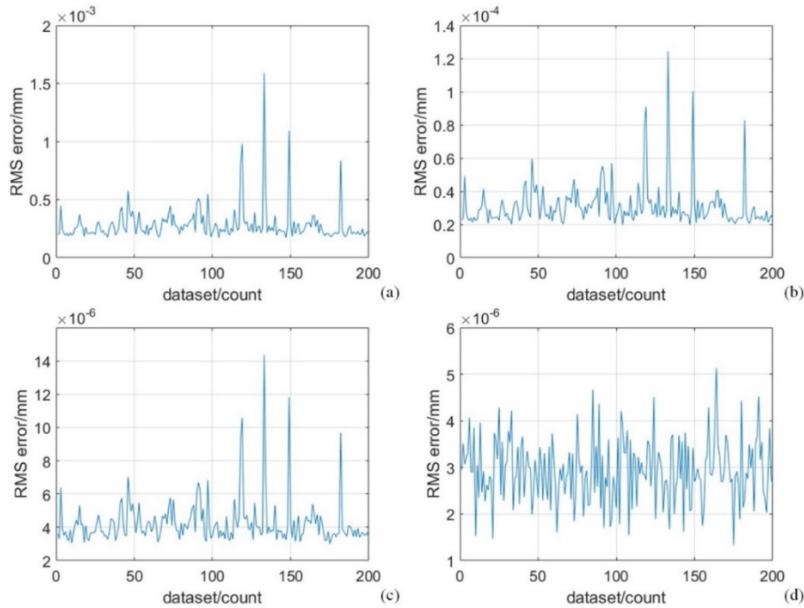 ×10⁻³
2
1.5
1
0.5
0
RMS error/mm
0 50 100 150 200
dataset/count
(a)
×10⁻⁴
1.4
1.2
1
0.8
0.6
0.4
0.2
0
RMS error/mm
0 50 100 150 200
dataset/count
(b)
×10⁻⁶
14
12
10
8
6
4
2
RMS error/mm
0 50 100 150 200
dataset/count
(c)
×10⁻⁶
6
5
4
3
2
1
RMS error/mm
0 50 100 150 200
dataset/count
(d)